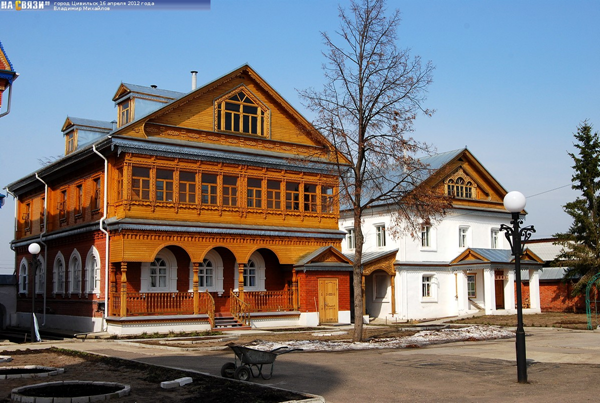 НА СВЯЗИ
город Цивильск 16 апреля 2012 года
Владимир Михайлов